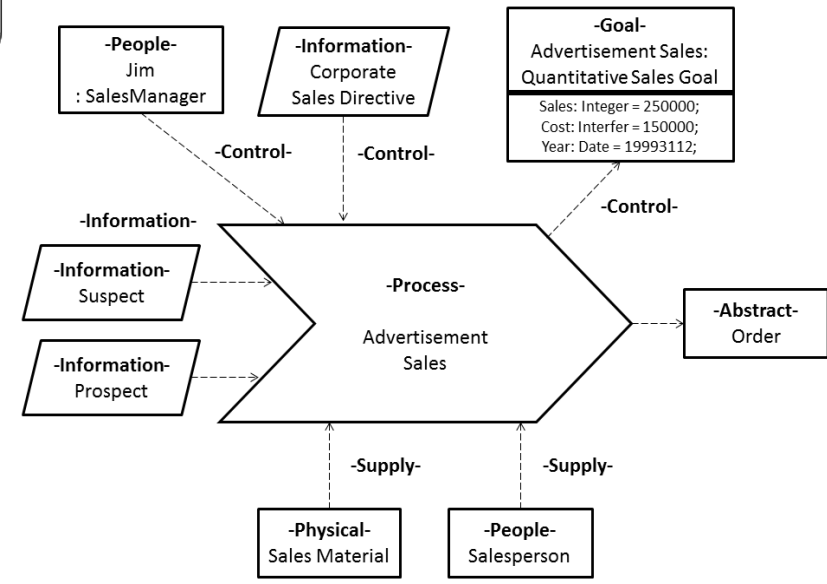 -People-
Jim
: SalesManager
-Information-
Corporate
Sales Directive
-Goal-
Advertisement Sales:
Quantitative Sales Goal
Sales: Integer = 250000;
Cost: Interfer = 150000;
Year: Date = 19993112;
-Control-
-Control-
-Control-
-Information-
-Information-
Suspect
-Information-
Prospect
-Process-
Advertisement
Sales
-Abstract-
Order
-Supply-
-Supply-
-Physical-
Sales Material
-People-
Salesperson